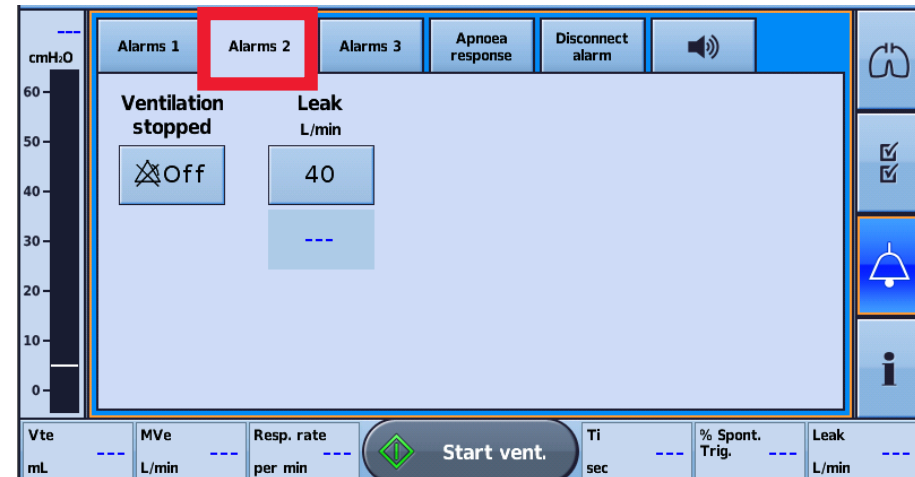 ---
cmH₂O
60
50
40
30
20
10
0
Alarms 1
Alarms 2
Alarms 3
Apnoea
response
Disconnect
alarm
Ventilation
stopped
Off
Leak
L/min
40
---
i
Vte
---
mL
MVe
---
L/min
Resp. rate
---
per min
Start vent.
Ti
---
sec
% Spont.
Trig.
---
Leak
---
L/min